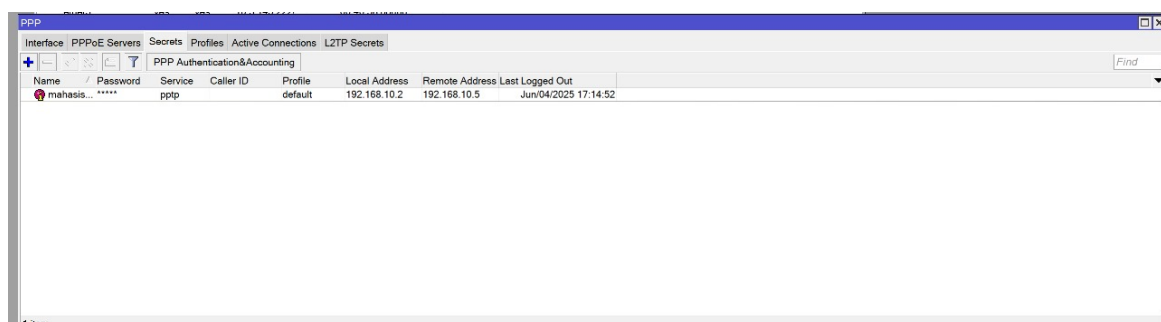 PPP
Interface PPPoE Servers Secrets Profiles Active Connections L2TP Secrets
PPP Authentication&Accounting Find
Name Password Service Caller ID Profile Local Address Remote Address Last Logged Out
mahasis... ***** pptp default 192.168.10.2 192.168.10.5 Jun/04/2025 17:14:52